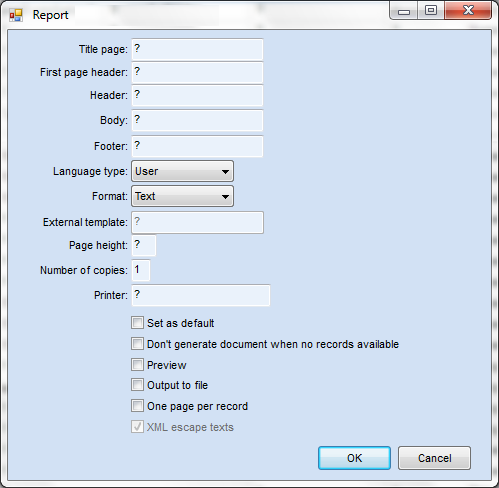 Report
Title page: ?
First page header: ?
Header: ?
Body: ?
Footer: ?
Language type: User
Format: Text
External template: ?
Page height: ?
Number of copies: 1
Printer: ?
Set as default
Don't generate document when no records available
Preview
Output to file
One page per record
XML escape texts
OK Cancel